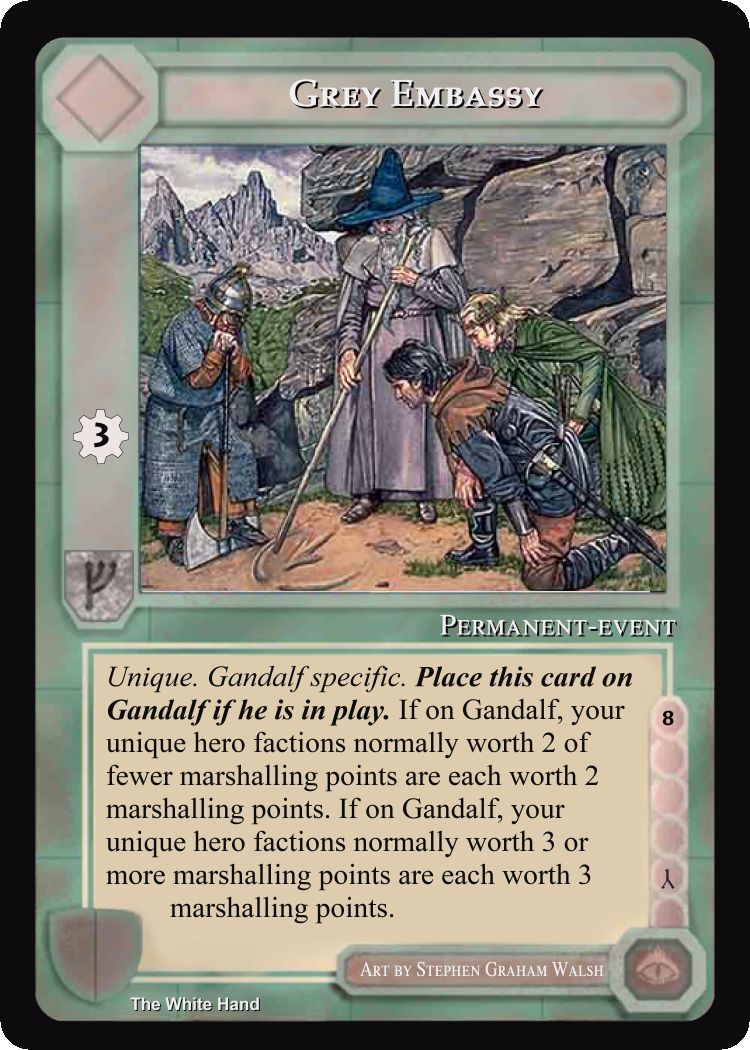 Grey Embassy
3
Permanent-event
Unique. Gandalf specific. Place this card on
Gandalf if he is in play. If on Gandalf, your
unique hero factions normally worth 2 of
fewer marshalling points are each worth 2
marshalling points. If on Gandalf, your
unique hero factions normally worth 3 or
more marshalling points are each worth 3
marshalling points.
8
Art by Stephen Graham Walsh
The White Hand